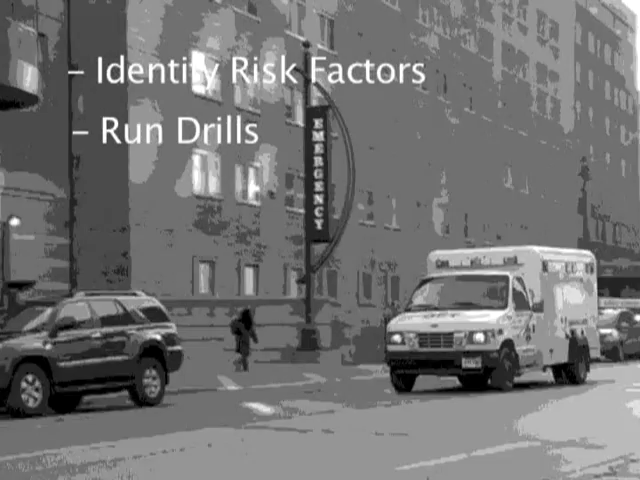 - Identify Risk Factors
- Run Drills
EMERGENCY